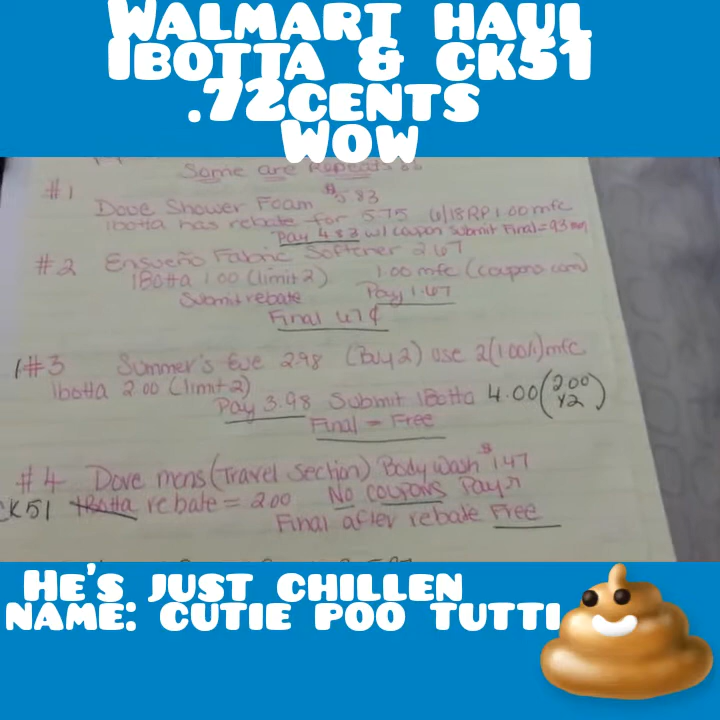 Walmart haul
Ibotta & ck51
.72cents
Wow
Some are Repeats
#1
Dove Shower Foam $5.83
ibotta has rebate for 5.75 6/18 RP 1.00 mfc
Pay 4.83 w/ coupon Submit Final=.93 mm
#2 Ensueño Fabric Softener 2.67
IBotta 1.00 (limit 2) 1.00 mfc (coupons.com)
Submit rebate Pay 1.67
Final 67¢
#3 Summer's Eve 2.98 (Buy 2) use 2(1.00/1)mfc
Ibotta 2.00 (limit 2)
Pay 3.98 Submit IBotta 4.00 (2.00 x2)
Final = Free
#4 Dove mens (Travel Section) Body Wash $1.47
CK51 IBotta rebate = 2.00 No coupons Pay
Final after rebate Free
He's just chillen
name: cutie poo tutti